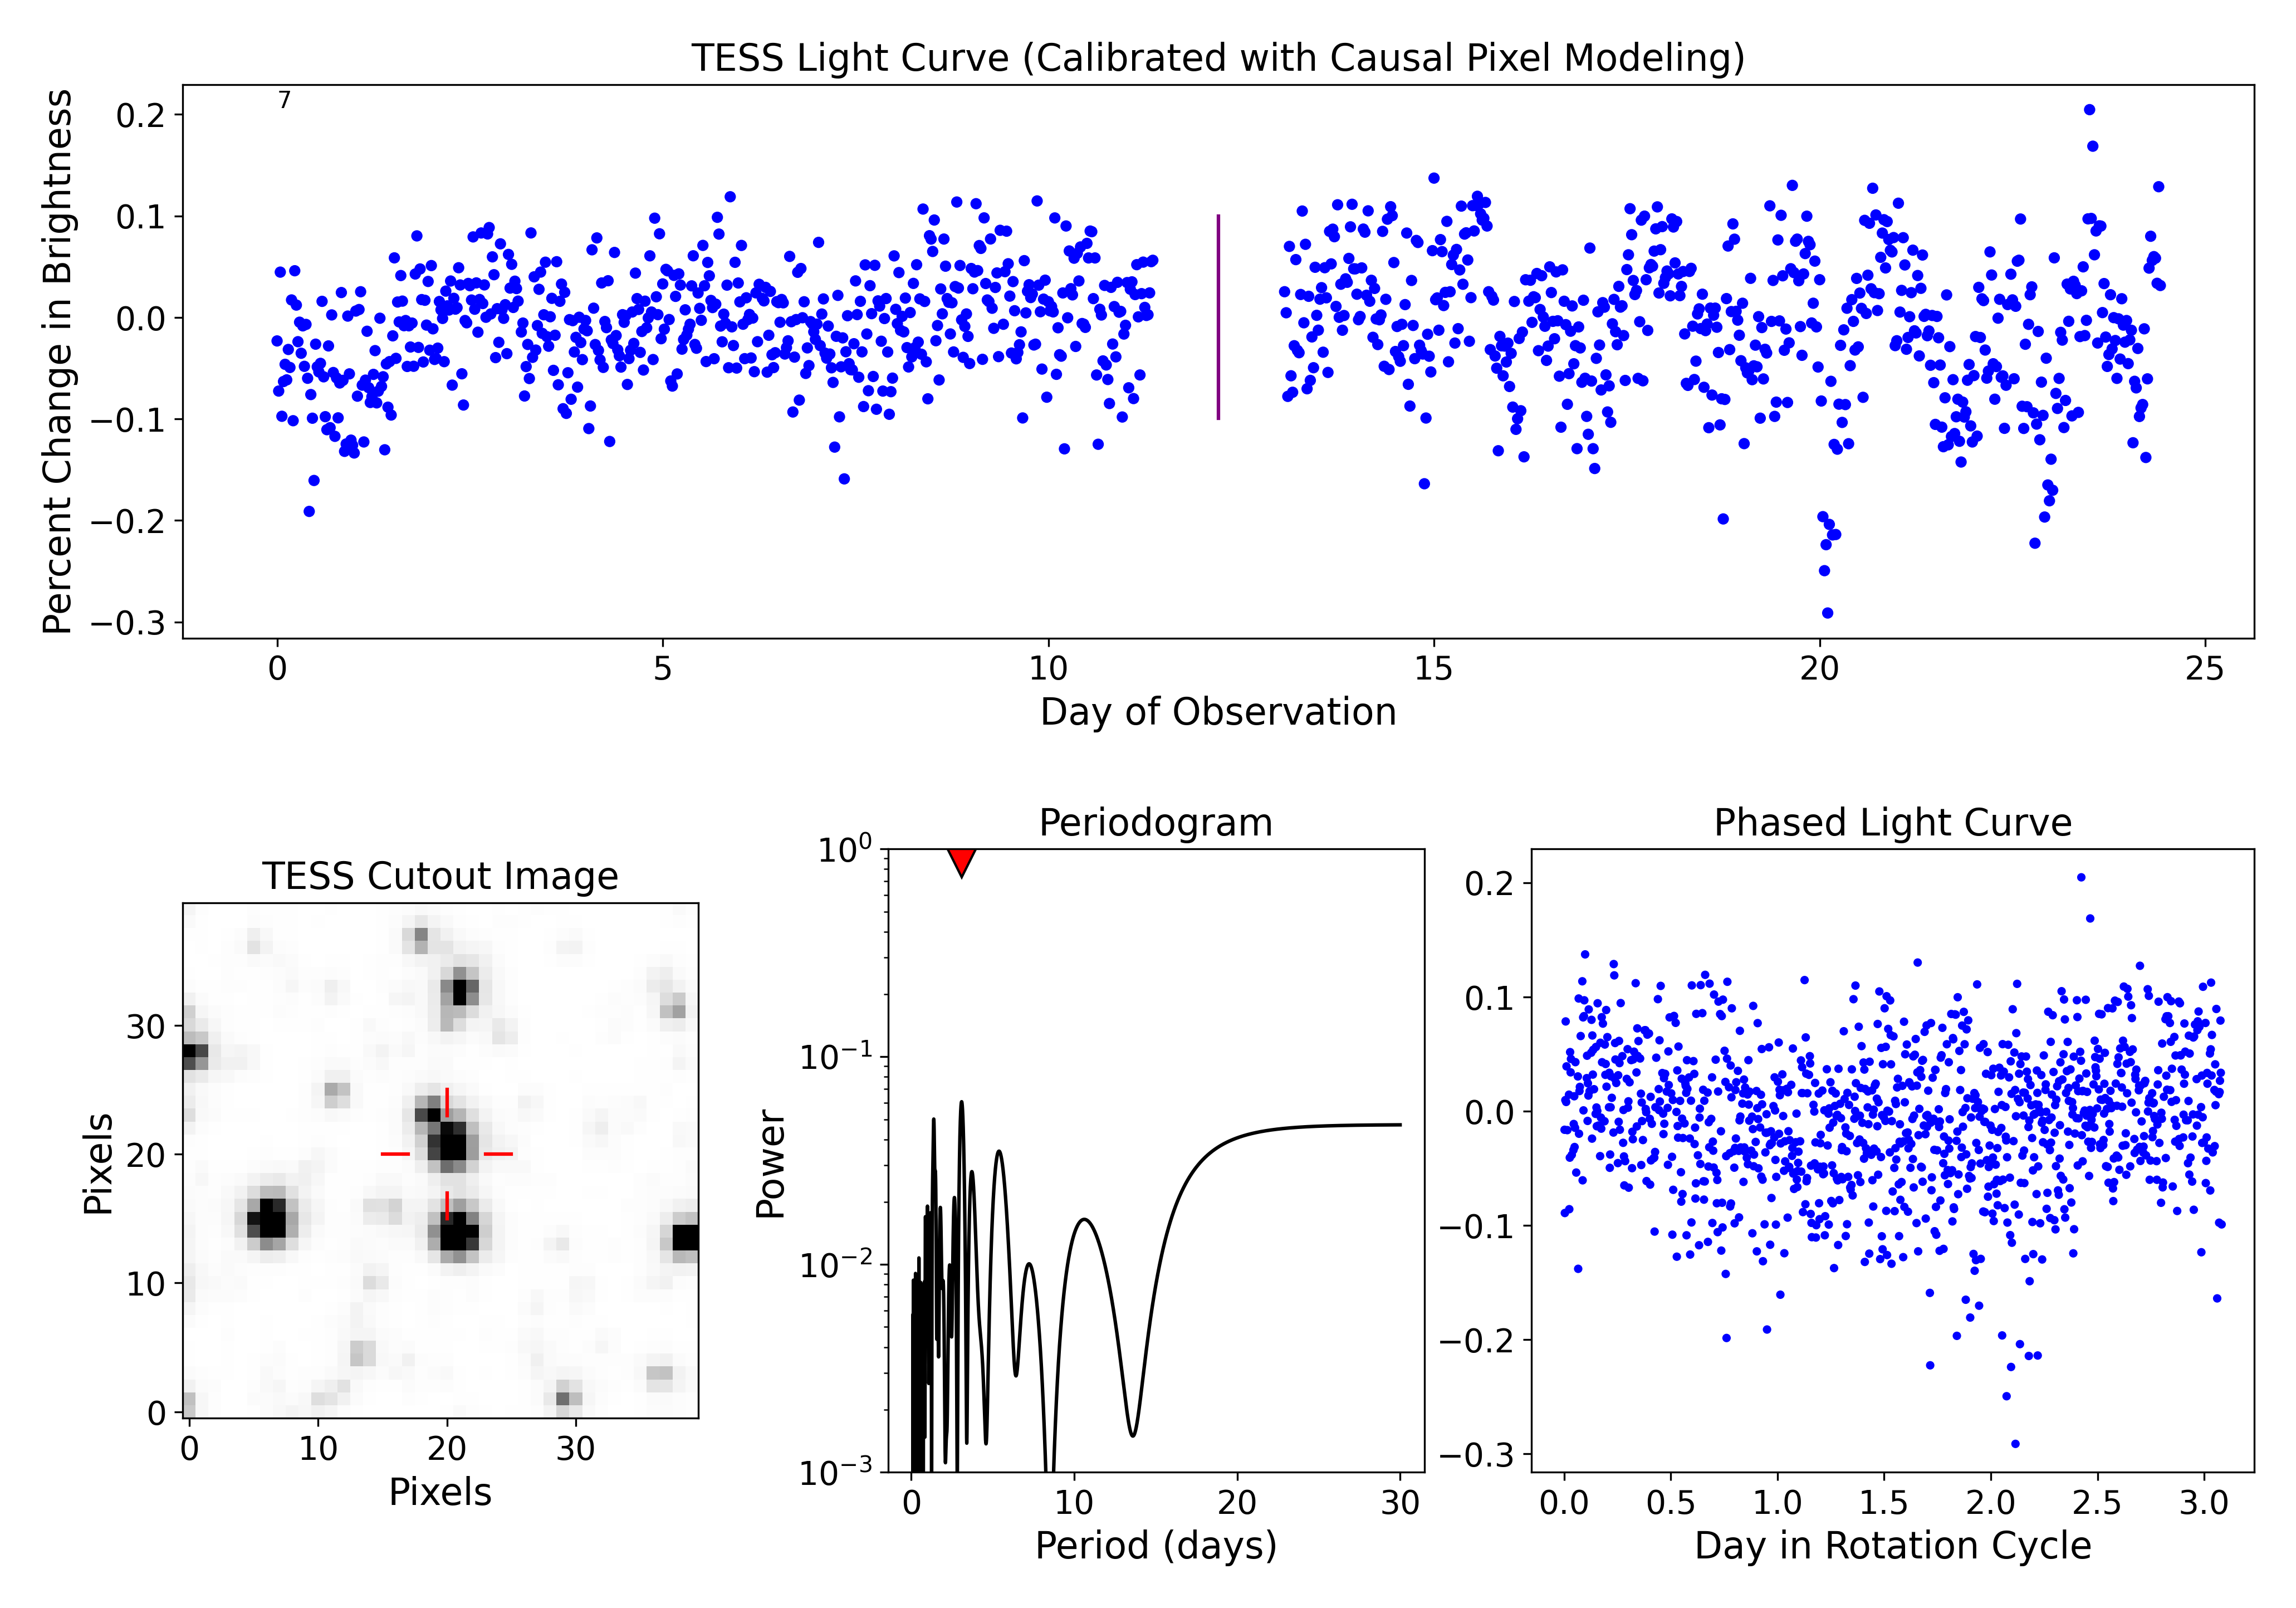 TESS Light Curve (Calibrated with Causal Pixel Modeling)
7
Percent Change in Brightness
0.2
0.1
0.0
−0.1
−0.2
−0.3
0 5 10 15 20 25
Day of Observation
TESS Cutout Image
Pixels
30
20
10
0
0 10 20 30
Pixels
Periodogram
Power
10⁰
10⁻¹
10⁻²
10⁻³
0 10 20 30
Period (days)
Phased Light Curve
0.2
0.1
0.0
−0.1
−0.2
−0.3
0.0 0.5 1.0 1.5 2.0 2.5 3.0
Day in Rotation Cycle